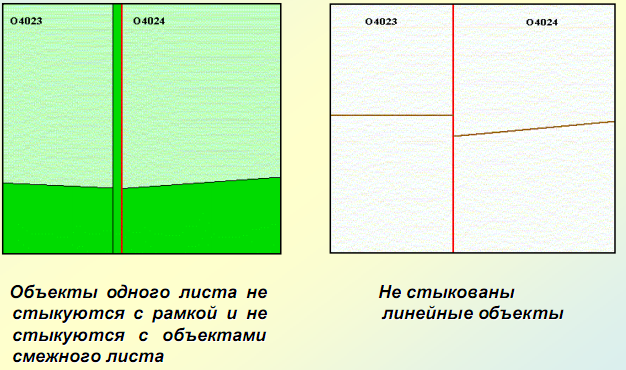 O4023
O4024
O4023
O4024
Объекты одного листа не
стыкуются с рамкой и не
стыкуются с объектами
смежного листа
Не стыкованы
линейные объекты